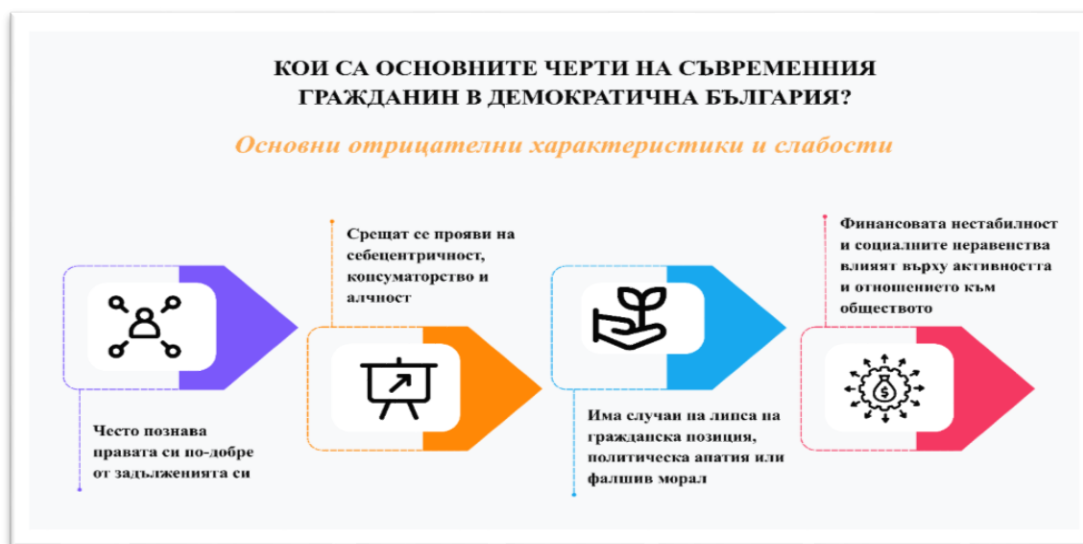 КОИ СА ОСНОВНИТЕ ЧЕРТИ НА СЪВРЕМЕННИЯ
ГРАЖДАНИН В ДЕМОКРАТИЧНА БЪЛГАРИЯ?
Основни отрицателни характеристики и слабости
Често познава
правата си по-добре
от задълженията си
Срещат се прояви на
себецентричност,
консуматорство и
алчност
Има случаи на липса на
гражданска позиция,
политическа апатия или
фалшив морал
Финансовата нестабилност
и социалните неравенства
влияят върху активността
и отношението към
обществото
$